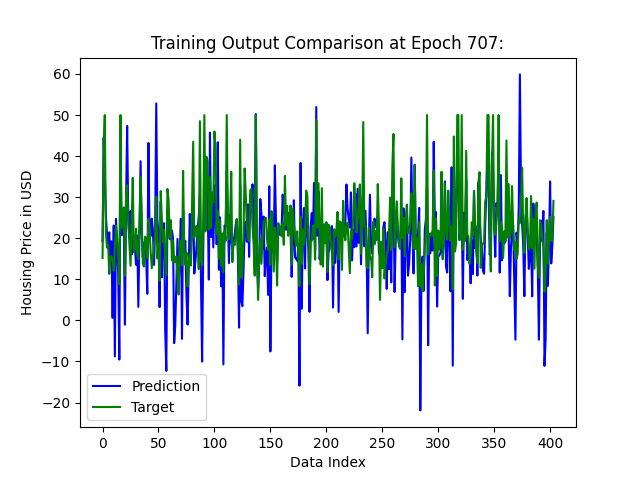 Training Output Comparison at Epoch 707:
Housing Price in USD
60
50
40
30
20
10
0
−10
−20
Prediction
Target
0 50 100 150 200 250 300 350 400
Data Index